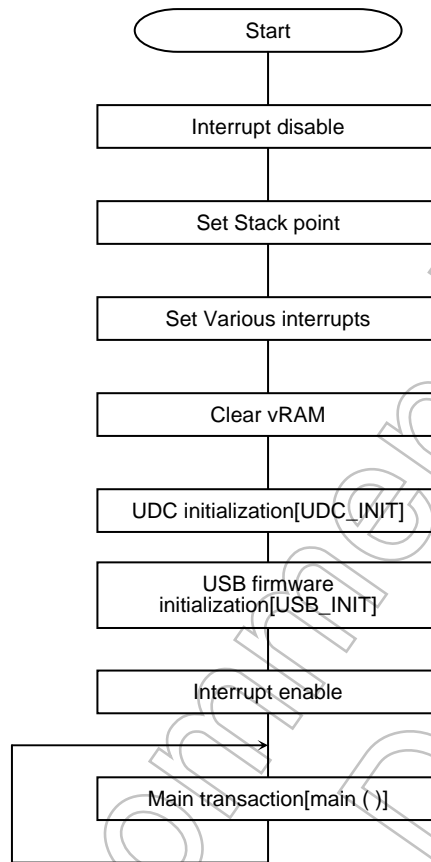 Start
Interrupt disable
Set Stack point
Set Various interrupts
Clear vRAM
UDC initialization[UDC_INIT]
USB firmware
initialization[USB_INIT]
Interrupt enable
Main transaction[main ( )]